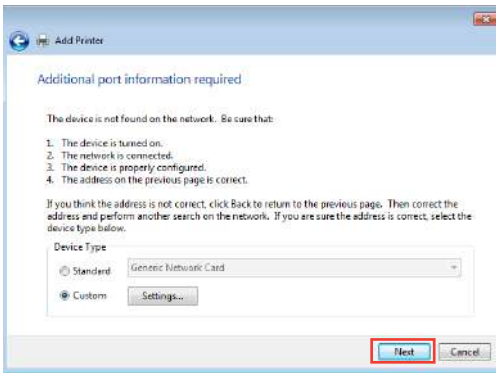 Add Printer
Additional port information required
The device is not found on the network. Be sure that:
1. The device is turned on.
2. The network is connected.
3. The device is properly configured.
4. The address on the previous page is correct.
If you think the address is not correct, click Back to return to the previous page. Then correct the
address and perform another search on the network. If you are sure the address is correct, select the
device type below.
Device Type
Standard Generic Network Card
Custom Settings...
Next Cancel